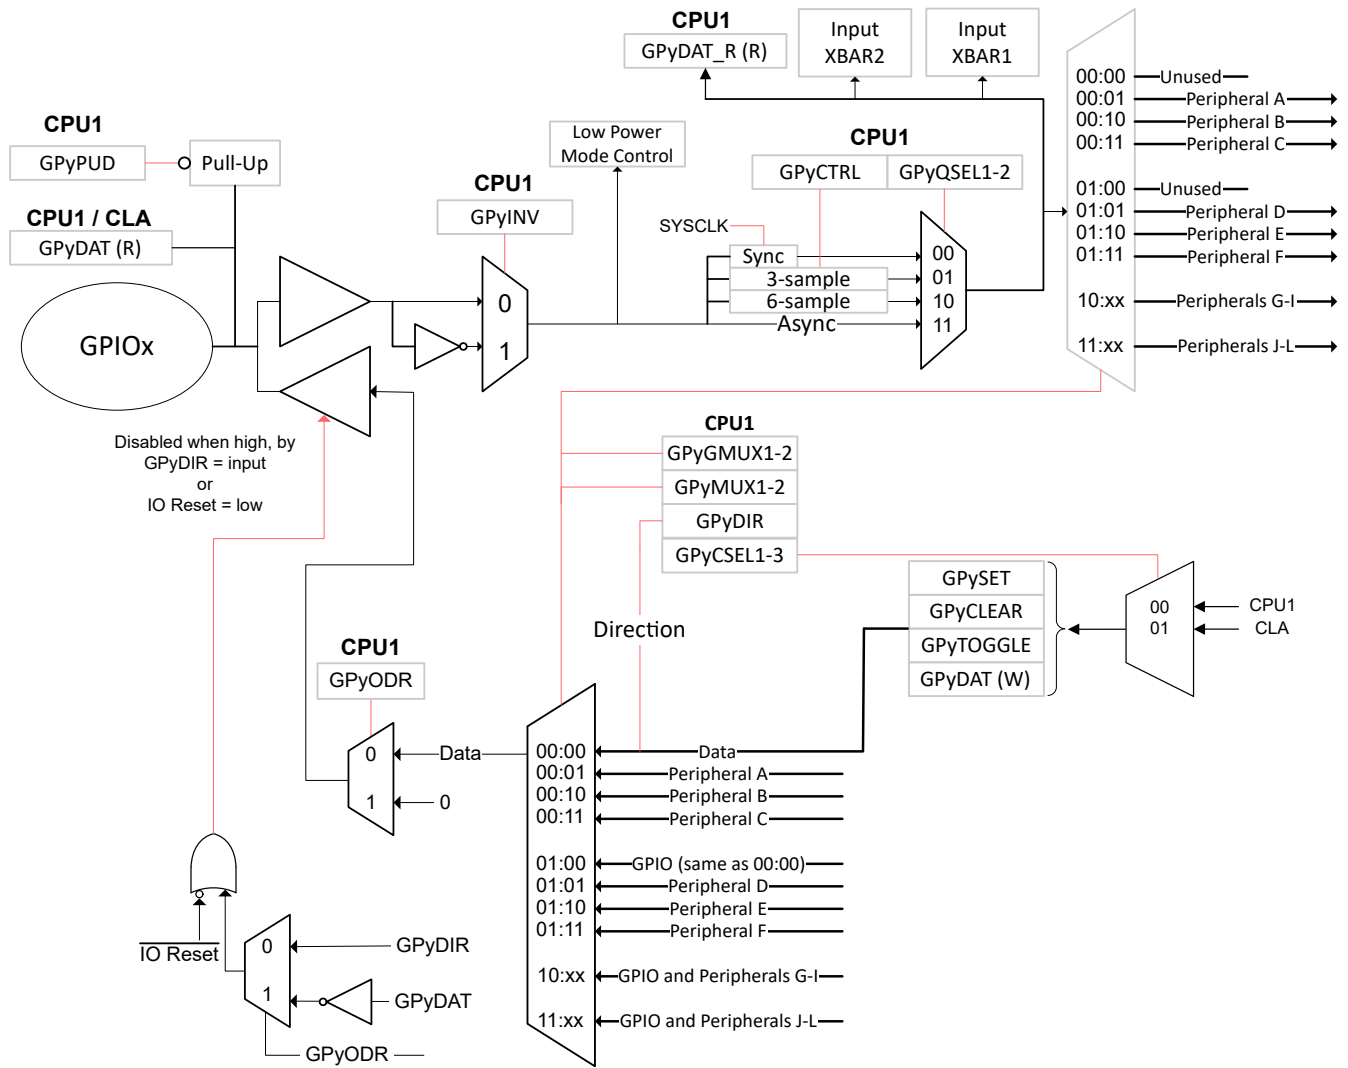 CPU1
GPyDAT_R (R)
Input
XBAR2
Input
XBAR1
00:00
Unused
00:01
Peripheral A
00:10
Peripheral B
00:11
Peripheral C
01:00
Unused
01:01
Peripheral D
01:10
Peripheral E
01:11
Peripheral F
10:xx
Peripherals G-I
11:xx
Peripherals J-L
CPU1
GPyPUD
Pull-Up
CPU1 / CLA
GPyDAT (R)
GPIOx
CPU1
GPyINV
0
1
Low Power
Mode Control
CPU1
GPyCTRL
GPyQSEL1-2
SYSCLK
Sync
3-sample
6-sample
Async
00
01
10
11
Disabled when high, by
GPyDIR = input
or
IO Reset = low
CPU1
GPyGMUX1-2
GPyMUX1-2
GPyDIR
GPyCSEL1-3
Direction
GPySET
GPyCLEAR
GPyTOGGLE
GPyDAT (W)
00
01
CPU1
CLA
CPU1
GPyODR
0
1
Data
0
00:00
Data
00:01
Peripheral A
00:10
Peripheral B
00:11
Peripheral C
01:00
GPIO (same as 00:00)
01:01
Peripheral D
01:10
Peripheral E
01:11
Peripheral F
10:xx
GPIO and Peripherals G-I
11:xx
GPIO and Peripherals J-L
IO Reset
0
1
GPyDIR
GPyDAT
GPyODR